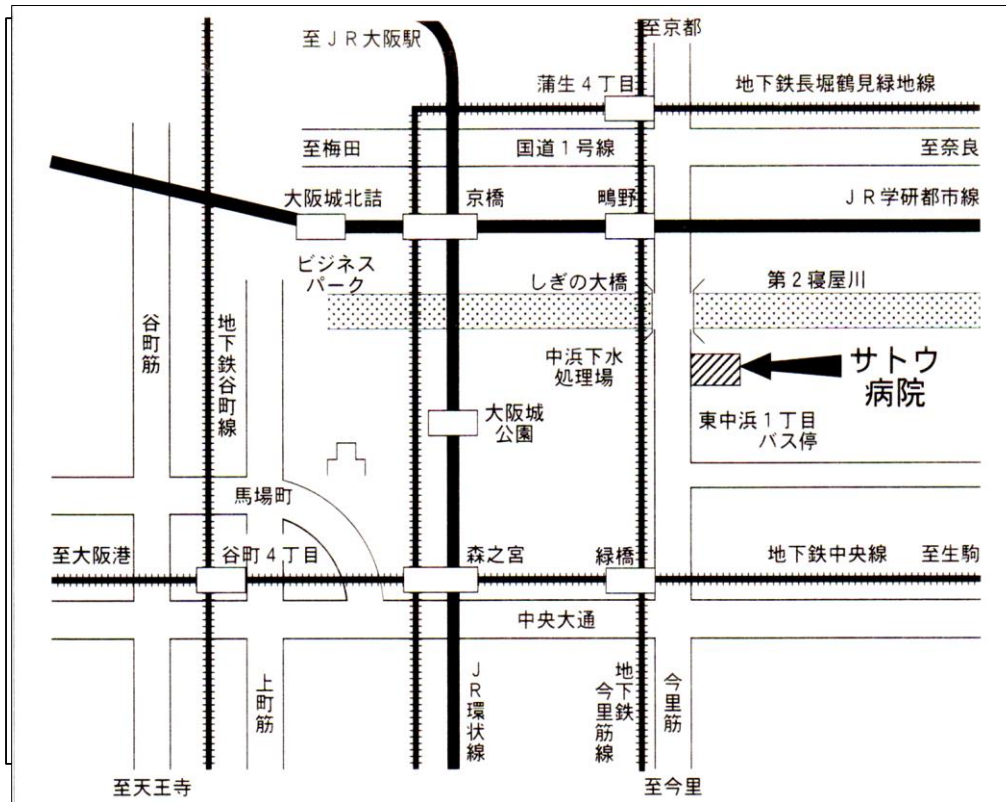 至京都
至ＪＲ大阪駅
蒲生４丁目
地下鉄長堀鶴見緑地線
至梅田
国道１号線
至奈良
大阪城北詰
京橋
鴫野
ＪＲ学研都市線
ビジネス
パーク
しぎの大橋
第２寝屋川
谷町筋
地下鉄谷町線
中浜下水
処理場
サトウ
病院
大阪城
公園
東中浜１丁目
バス停
馬場町
至大阪港
谷町４丁目
森之宮
緑橋
地下鉄中央線
至生駒
中央大通
上町筋
ＪＲ環状線
地下鉄
今里筋線
今里筋
至天王寺
至今里